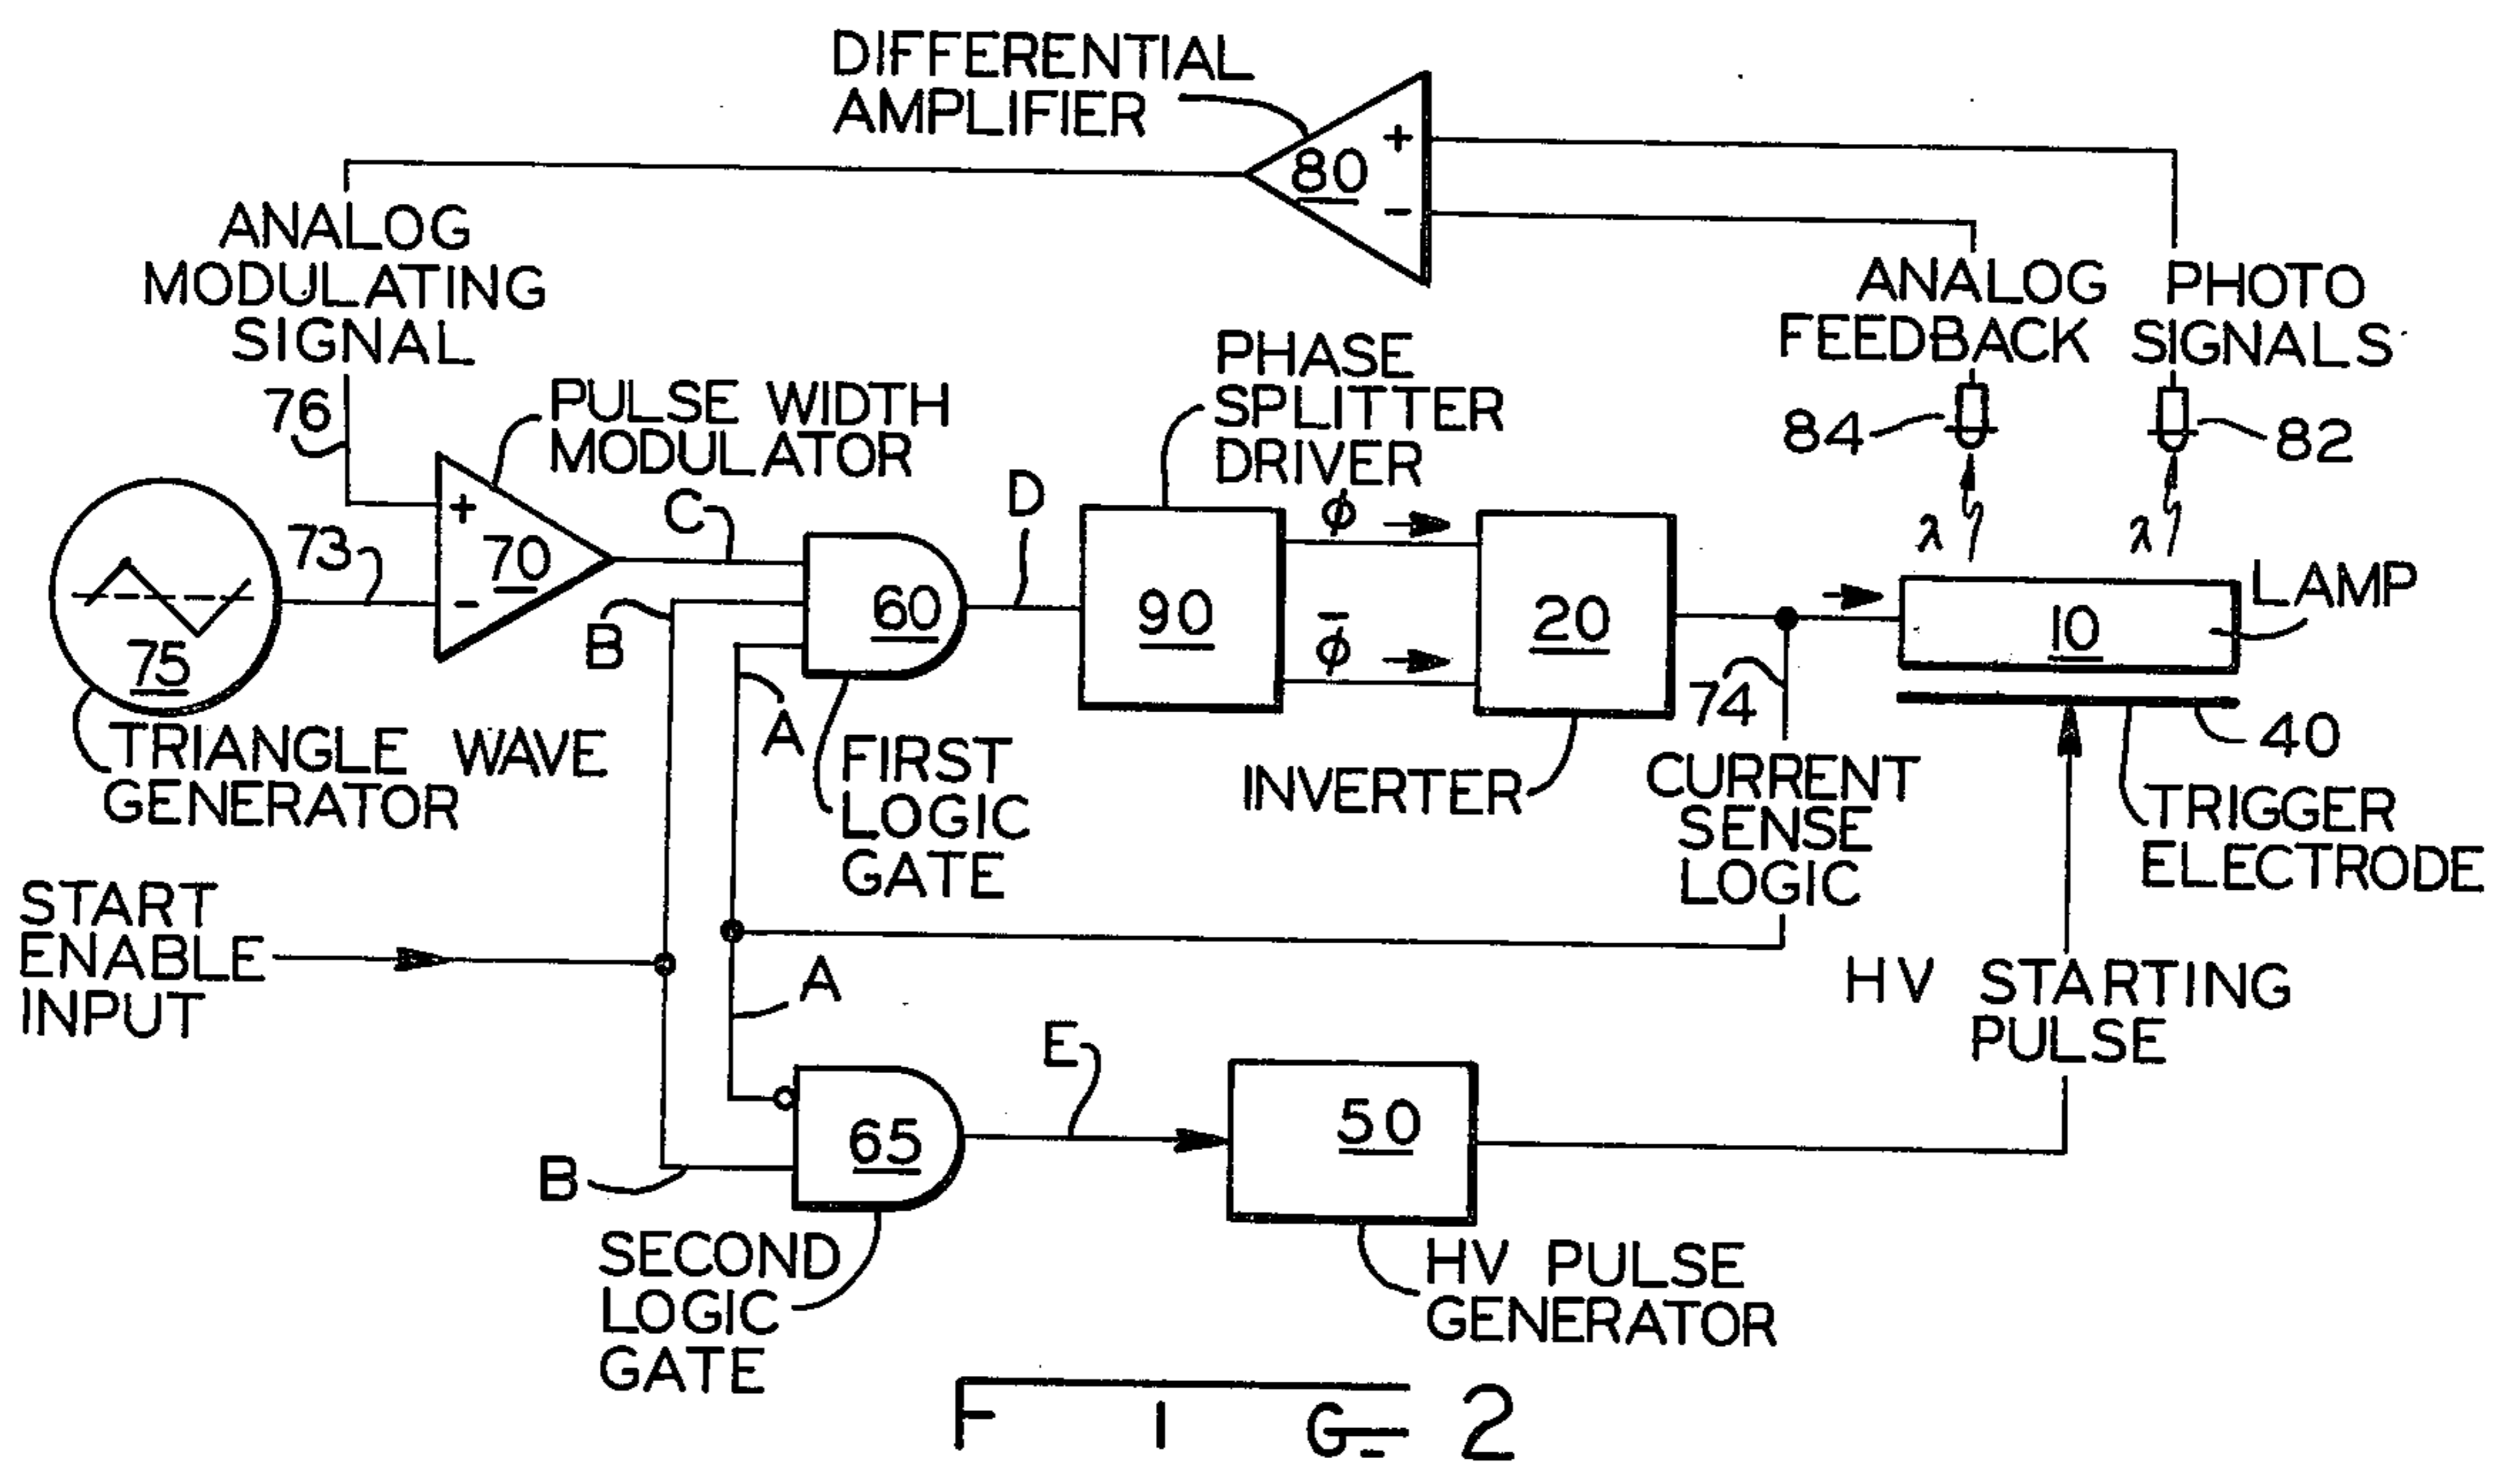 DIFFERENTIAL
AMPLIFIER
80
+
-
ANALOG
MODULATING
SIGNAL
76
ANALOG
FEEDBACK
PHOTO
SIGNALS
84
82
λ
λ
PULSE WIDTH
MODULATOR
+
-
70
73
75
TRIANGLE WAVE
GENERATOR
C
B
A
60
FIRST
LOGIC
GATE
D
PHASE
SPLITTER
DRIVER
90
ϕ
ϕ̅
20
INVERTER
74
CURRENT
SENSE
LOGIC
LAMP
10
40
TRIGGER
ELECTRODE
START
ENABLE
INPUT
A
B
65
SECOND
LOGIC
GATE
E
50
HV PULSE
GENERATOR
HV STARTING
PULSE
FIG- 2